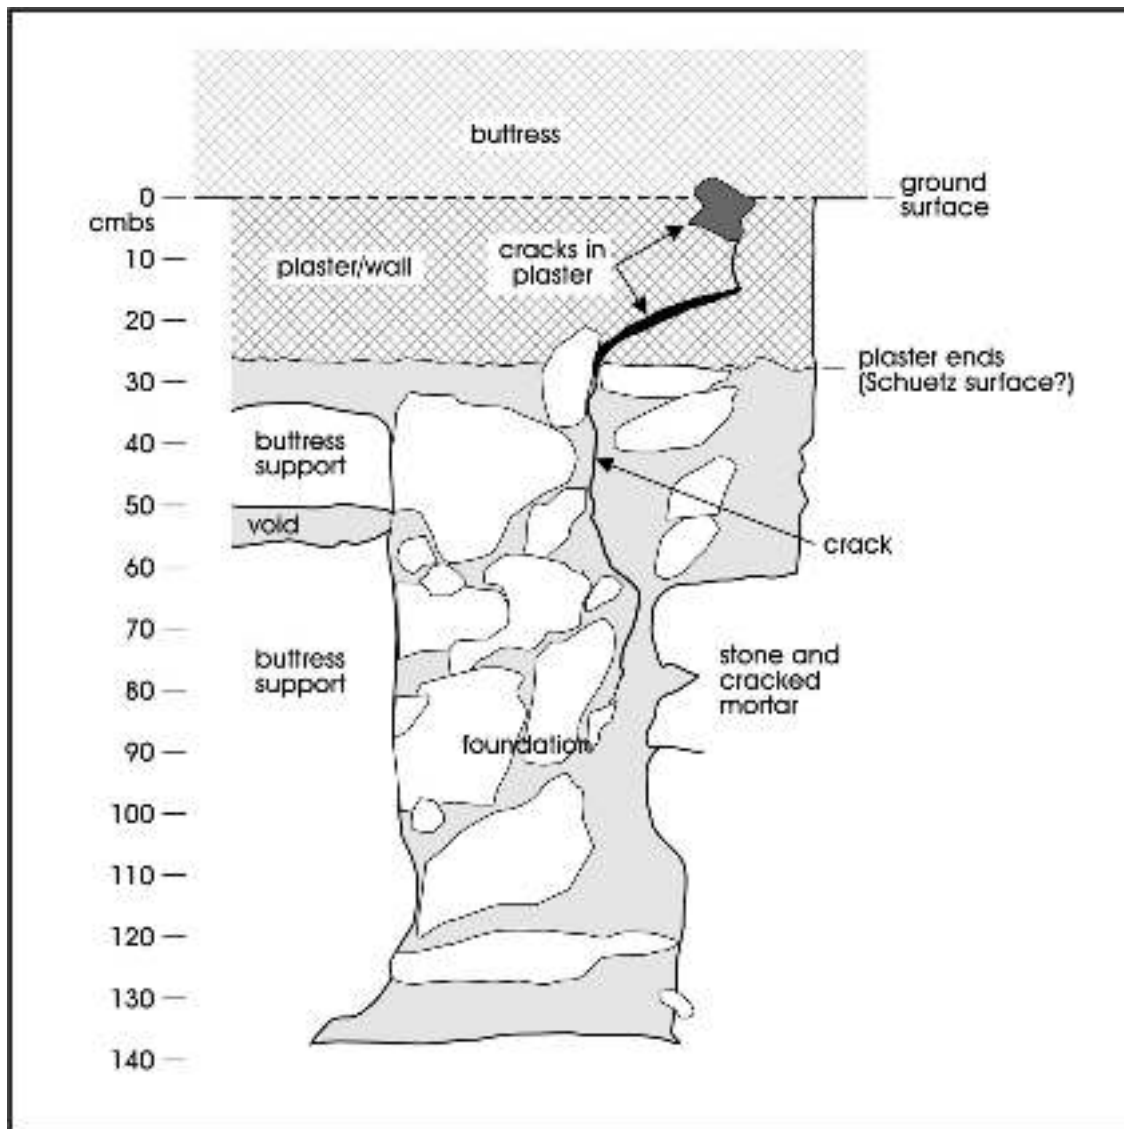 buttress
0
cmbs
ground
surface
cracks in
plaster
plaster/wall
10
20
plaster ends
(Schuetz surface?)
30
40
buttress
support
50
void
crack
60
70
buttress
support
stone and
cracked
mortar
80
foundation
90
100
110
120
130
140